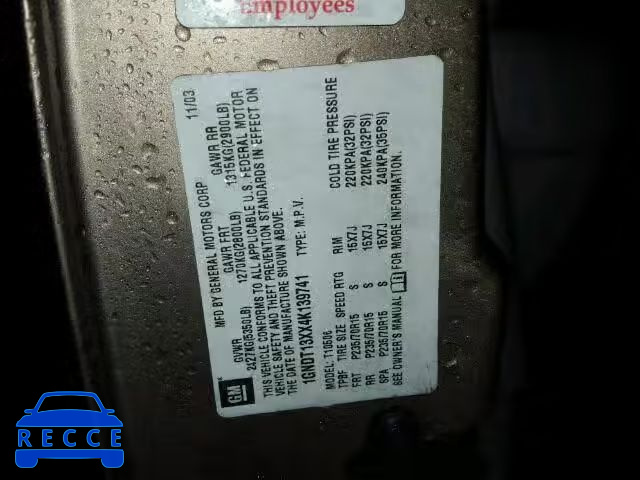 Employees
MFD BY GENERAL MOTORS CORP
11/03
GVWR GAWR FRT GAWR RR
2427KG(5350LB) 1270KG(2800LB) 1315KG(2900LB)
THIS VEHICLE CONFORMS TO ALL APPLICABLE U.S. FEDERAL MOTOR
VEHICLE SAFETY AND THEFT PREVENTION STANDARDS IN EFFECT ON
THE DATE OF MANUFACTURE SHOWN ABOVE.
1GNDT13XX4K139741 TYPE: M.P.V.
MODEL: T10506
TPBF TIRE SIZE SPEED RTG RIM COLD TIRE PRESSURE
FRT P235/70R15 S 15X7J 220KPA(32PSI)
RR P235/70R15 S 15X7J 220KPA(32PSI)
SPA P235/70R15 S 15X7J 240KPA(35PSI)
SEE OWNER'S MANUAL FOR MORE INFORMATION.
GM
RECCE